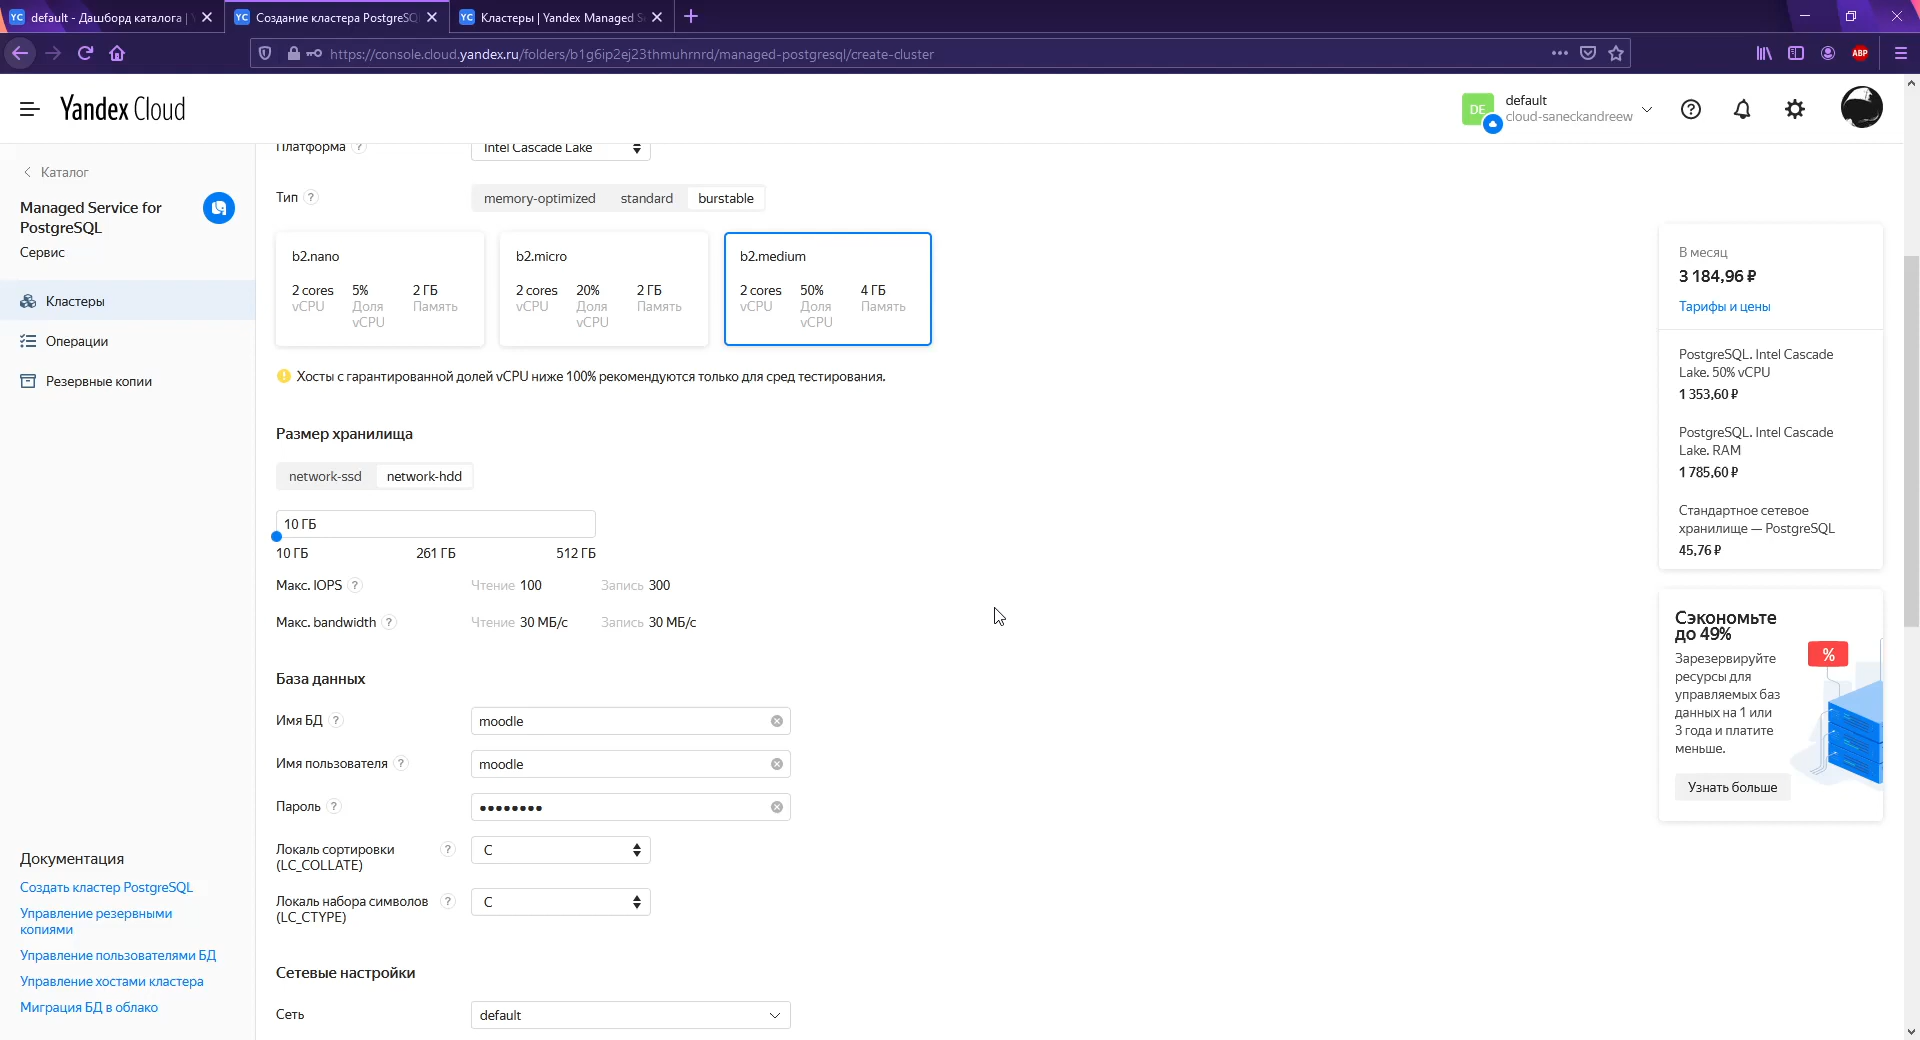 default - Дашборд каталога |
Создание кластера PostgreSQ
Кластеры | Yandex Managed S
https://console.cloud.yandex.ru/folders/b1g6ip2ej23thmuhrnrd/managed-postgresql/create-cluster
ABP
Yandex Cloud
DE
default
cloud-saneckandreew
Каталог
Managed Service for
PostgreSQL
Сервис
Кластеры
Операции
Резервные копии
Документация
Создать кластер PostgreSQL
Управление резервными
копиями
Управление пользователями БД
Управление хостами кластера
Миграция БД в облако
Платформа ?
Intel Cascade Lake
Тип ?
memory-optimized standard burstable
b2.nano
2 cores 5% 2 ГБ
vCPU Доля Память
vCPU
b2.micro
2 cores 20% 2 ГБ
vCPU Доля Память
vCPU
b2.medium
2 cores 50% 4 ГБ
vCPU Доля Память
vCPU
Хосты с гарантированной долей vCPU ниже 100% рекомендуются только для сред тестирования.
Размер хранилища
network-ssd network-hdd
10 ГБ
10 ГБ 261 ГБ 512 ГБ
Макс. IOPS ? Чтение 100 Запись 300
Макс. bandwidth ? Чтение 30 МБ/с Запись 30 МБ/с
База данных
Имя БД ? moodle
Имя пользователя ? moodle
Пароль ? ••••••••
Локаль сортировки ? C
(LC_COLLATE)
Локаль набора символов ? C
(LC_CTYPE)
Сетевые настройки
Сеть default
В месяц
3 184,96 ₽
Тарифы и цены
PostgreSQL. Intel Cascade
Lake. 50% vCPU
1 353,60 ₽
PostgreSQL. Intel Cascade
Lake. RAM
1 785,60 ₽
Стандартное сетевое
хранилище — PostgreSQL
45,76 ₽
Сэкономьте
до 49%
Зарезервируйте
ресурсы для
управляемых баз
данных на 1 или
3 года и платите
меньше.
%
Узнать больше